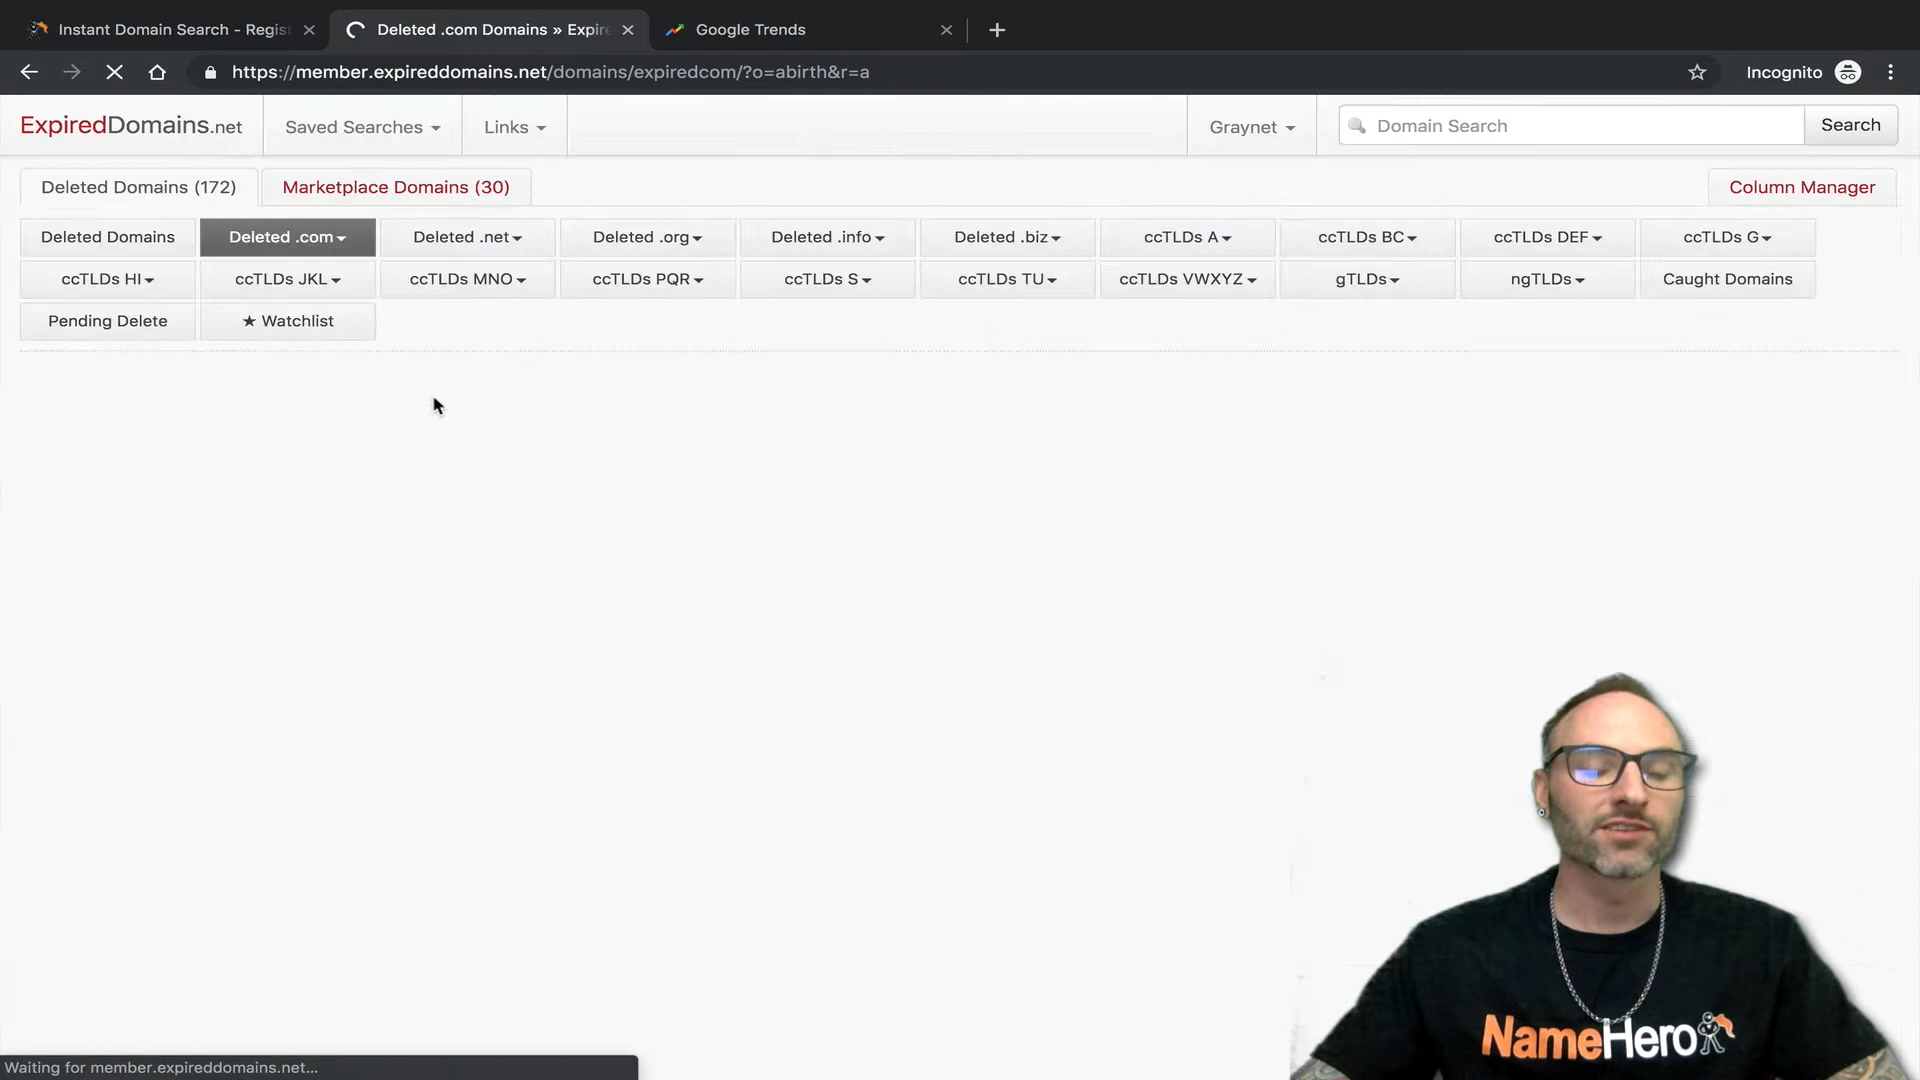 Instant Domain Search - Regist
Deleted .com Domains » Expire
Google Trends
https://member.expireddomains.net/domains/expiredcom/?o=abirth&r=a
Incognito
ExpiredDomains.net
Saved Searches
Links
Graynet
Domain Search
Search
Deleted Domains (172)
Marketplace Domains (30)
Column Manager
Deleted Domains
Deleted .com
Deleted .net
Deleted .org
Deleted .info
Deleted .biz
ccTLDs A
ccTLDs BC
ccTLDs DEF
ccTLDs G
ccTLDs HI
ccTLDs JKL
ccTLDs MNO
ccTLDs PQR
ccTLDs S
ccTLDs TU
ccTLDs VWXYZ
gTLDs
ngTLDs
Caught Domains
Pending Delete
★ Watchlist
NameHero
Waiting for member.expireddomains.net...